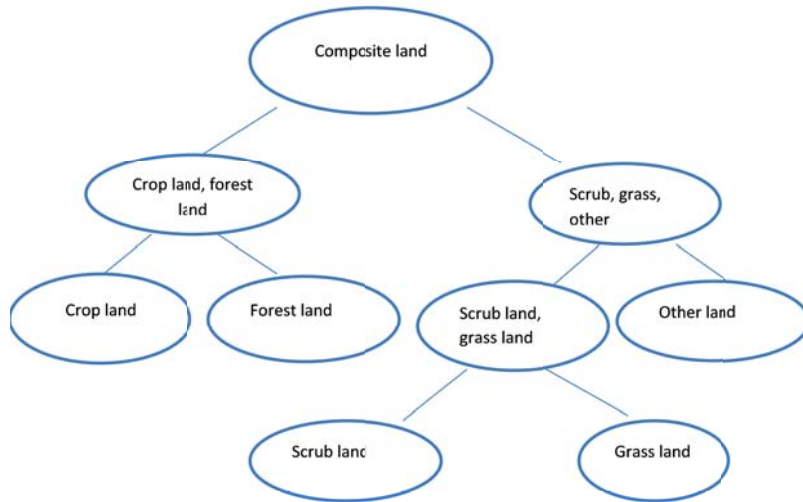 Composite land
Crop land, forest
land
Scrub, grass,
other
Crop land
Forest land
Scrub land,
grass land
Other land
Scrub land
Grass land